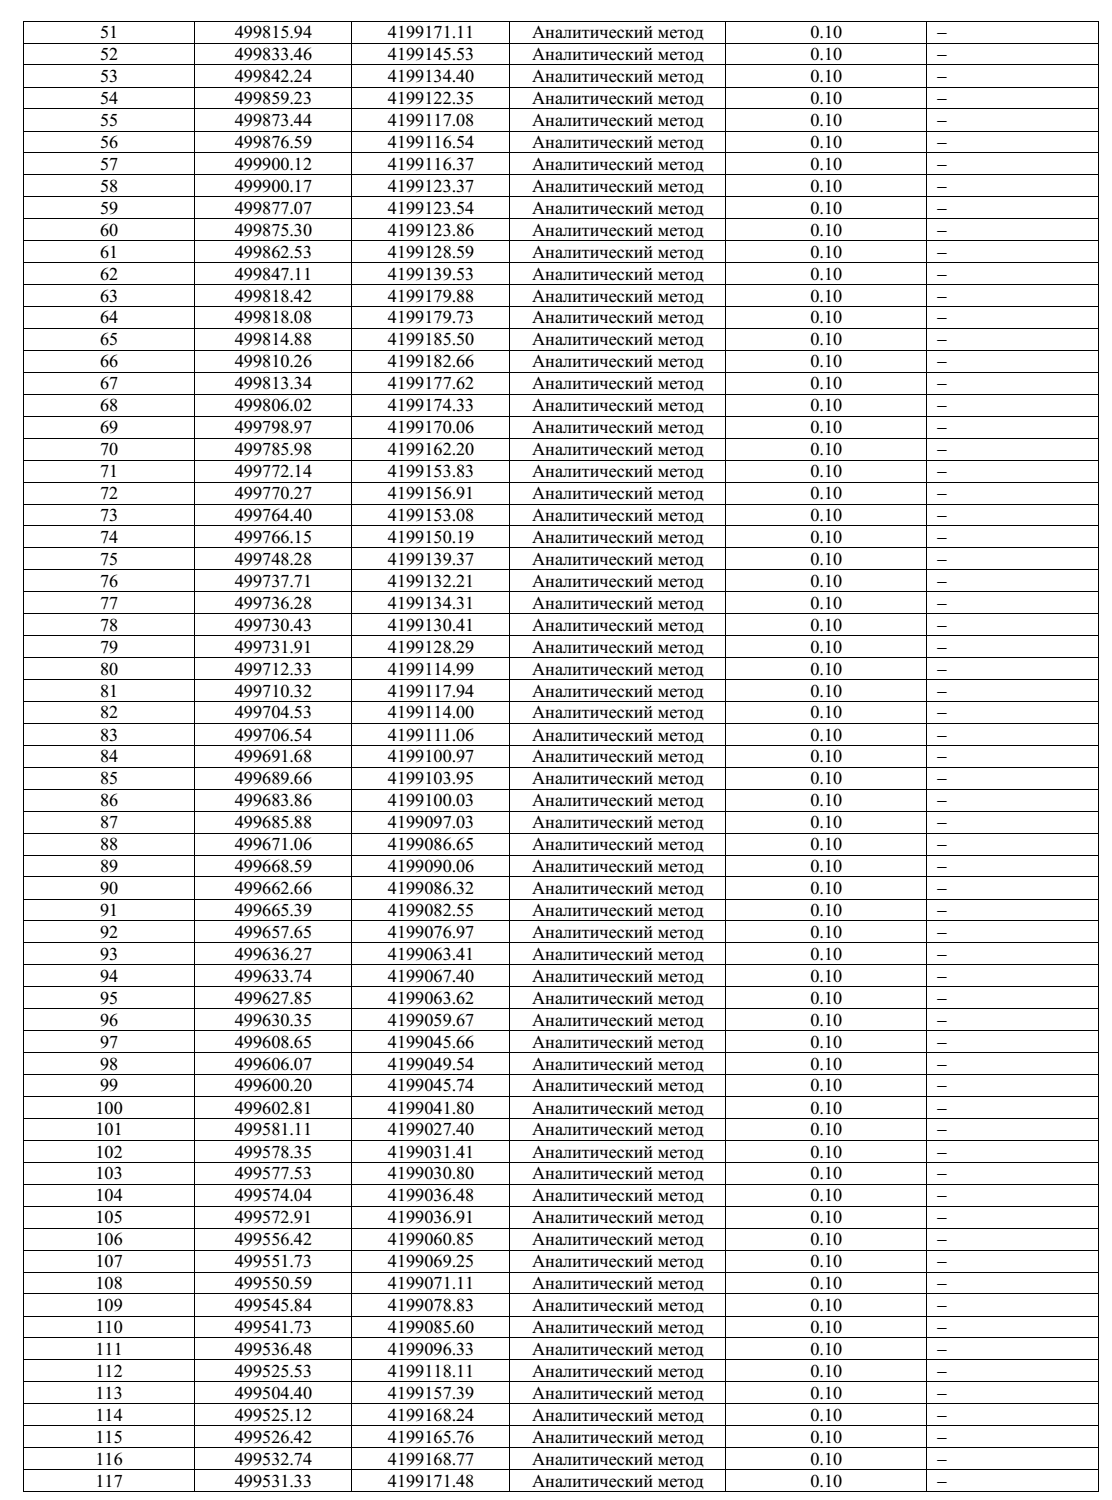 51 499815.94 4199171.11 Аналитический метод 0.10 –
52 499833.46 4199145.53 Аналитический метод 0.10 –
53 499842.24 4199134.40 Аналитический метод 0.10 –
54 499859.23 4199122.35 Аналитический метод 0.10 –
55 499873.44 4199117.08 Аналитический метод 0.10 –
56 499876.59 4199116.54 Аналитический метод 0.10 –
57 499900.12 4199116.37 Аналитический метод 0.10 –
58 499900.17 4199123.37 Аналитический метод 0.10 –
59 499877.07 4199123.54 Аналитический метод 0.10 –
60 499875.30 4199123.86 Аналитический метод 0.10 –
61 499862.53 4199128.59 Аналитический метод 0.10 –
62 499847.11 4199139.53 Аналитический метод 0.10 –
63 499818.42 4199179.88 Аналитический метод 0.10 –
64 499818.08 4199179.73 Аналитический метод 0.10 –
65 499814.88 4199185.50 Аналитический метод 0.10 –
66 499810.26 4199182.66 Аналитический метод 0.10 –
67 499813.34 4199177.62 Аналитический метод 0.10 –
68 499806.02 4199174.33 Аналитический метод 0.10 –
69 499798.97 4199170.06 Аналитический метод 0.10 –
70 499785.98 4199162.20 Аналитический метод 0.10 –
71 499772.14 4199153.83 Аналитический метод 0.10 –
72 499770.27 4199156.91 Аналитический метод 0.10 –
73 499764.40 4199153.08 Аналитический метод 0.10 –
74 499766.15 4199150.19 Аналитический метод 0.10 –
75 499748.28 4199139.37 Аналитический метод 0.10 –
76 499737.71 4199132.21 Аналитический метод 0.10 –
77 499736.28 4199134.31 Аналитический метод 0.10 –
78 499730.43 4199130.41 Аналитический метод 0.10 –
79 499731.91 4199128.29 Аналитический метод 0.10 –
80 499712.33 4199114.99 Аналитический метод 0.10 –
81 499710.32 4199117.94 Аналитический метод 0.10 –
82 499704.53 4199114.00 Аналитический метод 0.10 –
83 499706.54 4199111.06 Аналитический метод 0.10 –
84 499691.68 4199100.97 Аналитический метод 0.10 –
85 499689.66 4199103.95 Аналитический метод 0.10 –
86 499683.86 4199100.03 Аналитический метод 0.10 –
87 499685.88 4199097.03 Аналитический метод 0.10 –
88 499671.06 4199086.65 Аналитический метод 0.10 –
89 499668.59 4199090.06 Аналитический метод 0.10 –
90 499662.66 4199086.32 Аналитический метод 0.10 –
91 499665.39 4199082.55 Аналитический метод 0.10 –
92 499657.65 4199076.97 Аналитический метод 0.10 –
93 499636.27 4199063.41 Аналитический метод 0.10 –
94 499633.74 4199067.40 Аналитический метод 0.10 –
95 499627.85 4199063.62 Аналитический метод 0.10 –
96 499630.35 4199059.67 Аналитический метод 0.10 –
97 499608.65 4199045.66 Аналитический метод 0.10 –
98 499606.07 4199049.54 Аналитический метод 0.10 –
99 499600.20 4199045.74 Аналитический метод 0.10 –
100 499602.81 4199041.80 Аналитический метод 0.10 –
101 499581.11 4199027.40 Аналитический метод 0.10 –
102 499578.35 4199031.41 Аналитический метод 0.10 –
103 499577.53 4199030.80 Аналитический метод 0.10 –
104 499574.04 4199036.48 Аналитический метод 0.10 –
105 499572.91 4199036.91 Аналитический метод 0.10 –
106 499556.42 4199060.85 Аналитический метод 0.10 –
107 499551.73 4199069.25 Аналитический метод 0.10 –
108 499550.59 4199071.11 Аналитический метод 0.10 –
109 499545.84 4199078.83 Аналитический метод 0.10 –
110 499541.73 4199085.60 Аналитический метод 0.10 –
111 499536.48 4199096.33 Аналитический метод 0.10 –
112 499525.53 4199118.11 Аналитический метод 0.10 –
113 499504.40 4199157.39 Аналитический метод 0.10 –
114 499525.12 4199168.24 Аналитический метод 0.10 –
115 499526.42 4199165.76 Аналитический метод 0.10 –
116 499532.74 4199168.77 Аналитический метод 0.10 –
117 499531.33 4199171.48 Аналитический метод 0.10 –